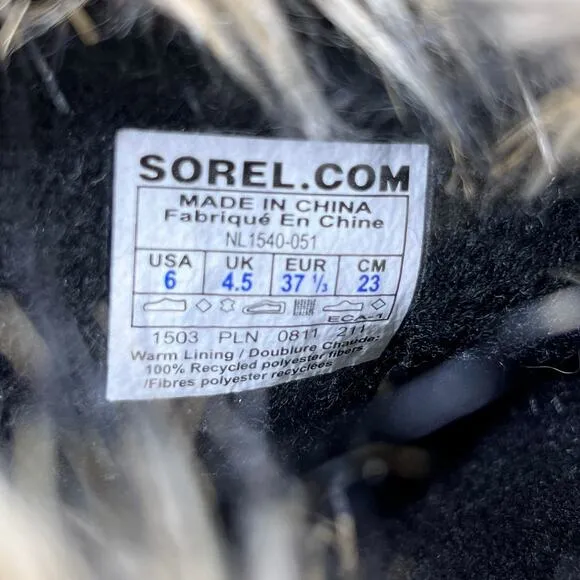 SOREL.COM
MADE IN CHINA
Fabriqué En Chine
NL1540-051
USA UK EUR CM
6 4.5 37 1/3 23
ECA-1
1503 PLN 0811 211
Warm Lining / Doublure Chaude:
100% Recycled polyester fibers
/Fibres polyester recyclées